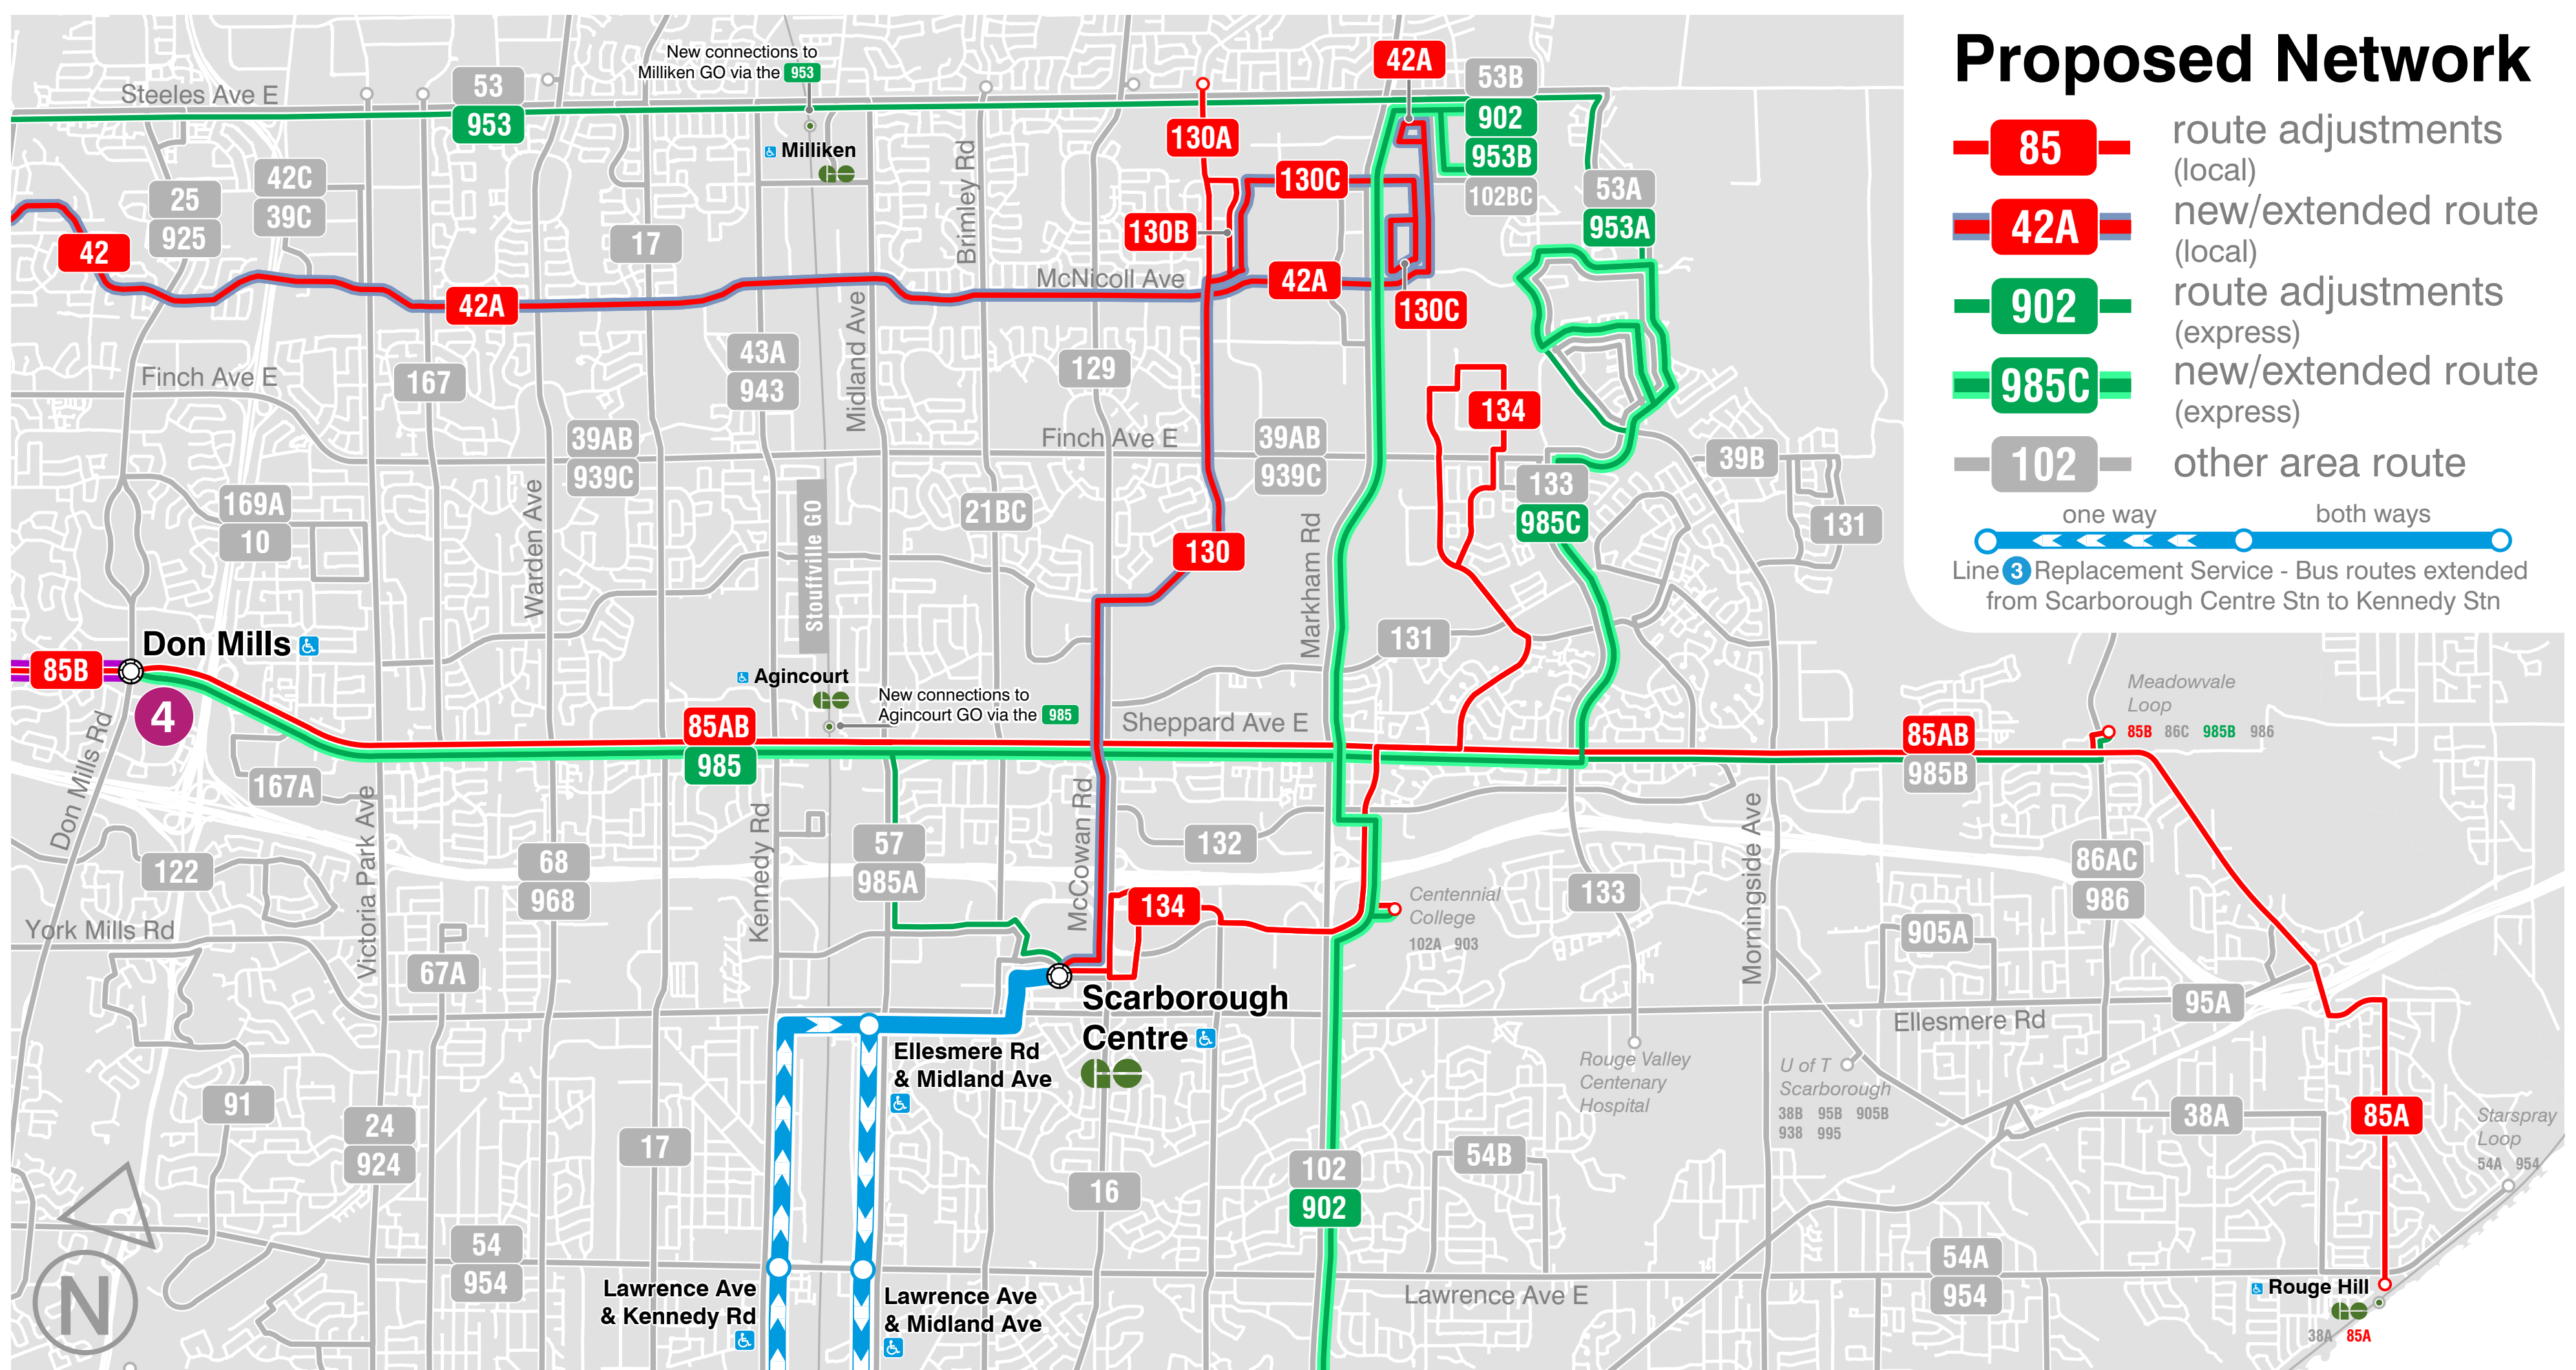 Proposed Network
85
route adjustments
(local)
42A
new/extended route
(local)
902
route adjustments
(express)
985C
new/extended route
(express)
102
other area route
one way
both ways
Line 3 Replacement Service - Bus routes extended
from Scarborough Centre Stn to Kennedy Stn
New connections to
Milliken GO via the 953
42A
53B
Steeles Ave E
53
953
902
953B
102BC
130A
Milliken
42C
39C
25
925
130C
53A
953A
42
17
Brimley Rd
130B
McNicoll Ave
42A
42A
130C
Midland Ave
43A
943
129
Finch Ave E
167
134
39AB
939C
Finch Ave E
39AB
939C
39B
133
985C
169A
10
Warden Ave
Stouffville GO
21BC
131
130
Markham Rd
Don Mills
131
85B
4
Agincourt
New connections to
Agincourt GO via the 985
Meadowvale
Loop
85B 86C 985B 986
85AB
985
Sheppard Ave E
85AB
985B
Don Mills Rd
167A
Victoria Park Ave
Kennedy Rd
57
985A
McCowan Rd
132
Morningside Ave
122
68
968
133
86AC
986
134
Centennial
College
102A 903
York Mills Rd
905A
67A
Scarborough
Centre
95A
Ellesmere Rd
Ellesmere Rd
& Midland Ave
Rouge Valley
Centenary
Hospital
U of T
Scarborough
38B 95B 905B
938 995
91
24
924
17
38A
85A
Starspray
Loop
54A 954
54B
16
102
902
54
954
54A
954
Lawrence Ave
& Kennedy Rd
Lawrence Ave
& Midland Ave
Lawrence Ave E
Rouge Hill
38A 85A
N